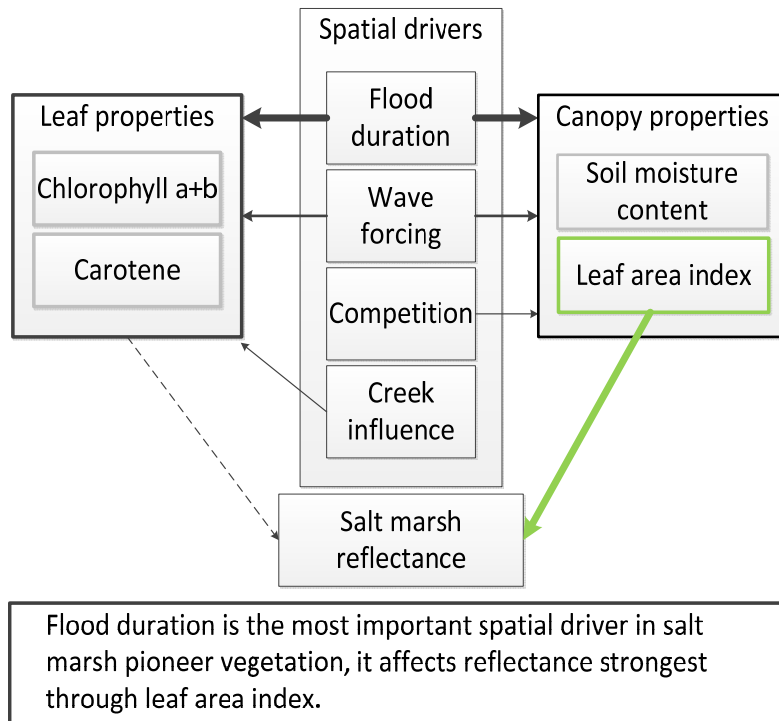 Spatial drivers
Leaf properties
Chlorophyll a+b
Carotene
Flood
duration
Wave
forcing
Competition
Creek
influence
Canopy properties
Soil moisture
content
Leaf area index
Salt marsh
reflectance
Flood duration is the most important spatial driver in salt
marsh pioneer vegetation, it affects reflectance strongest
through leaf area index.